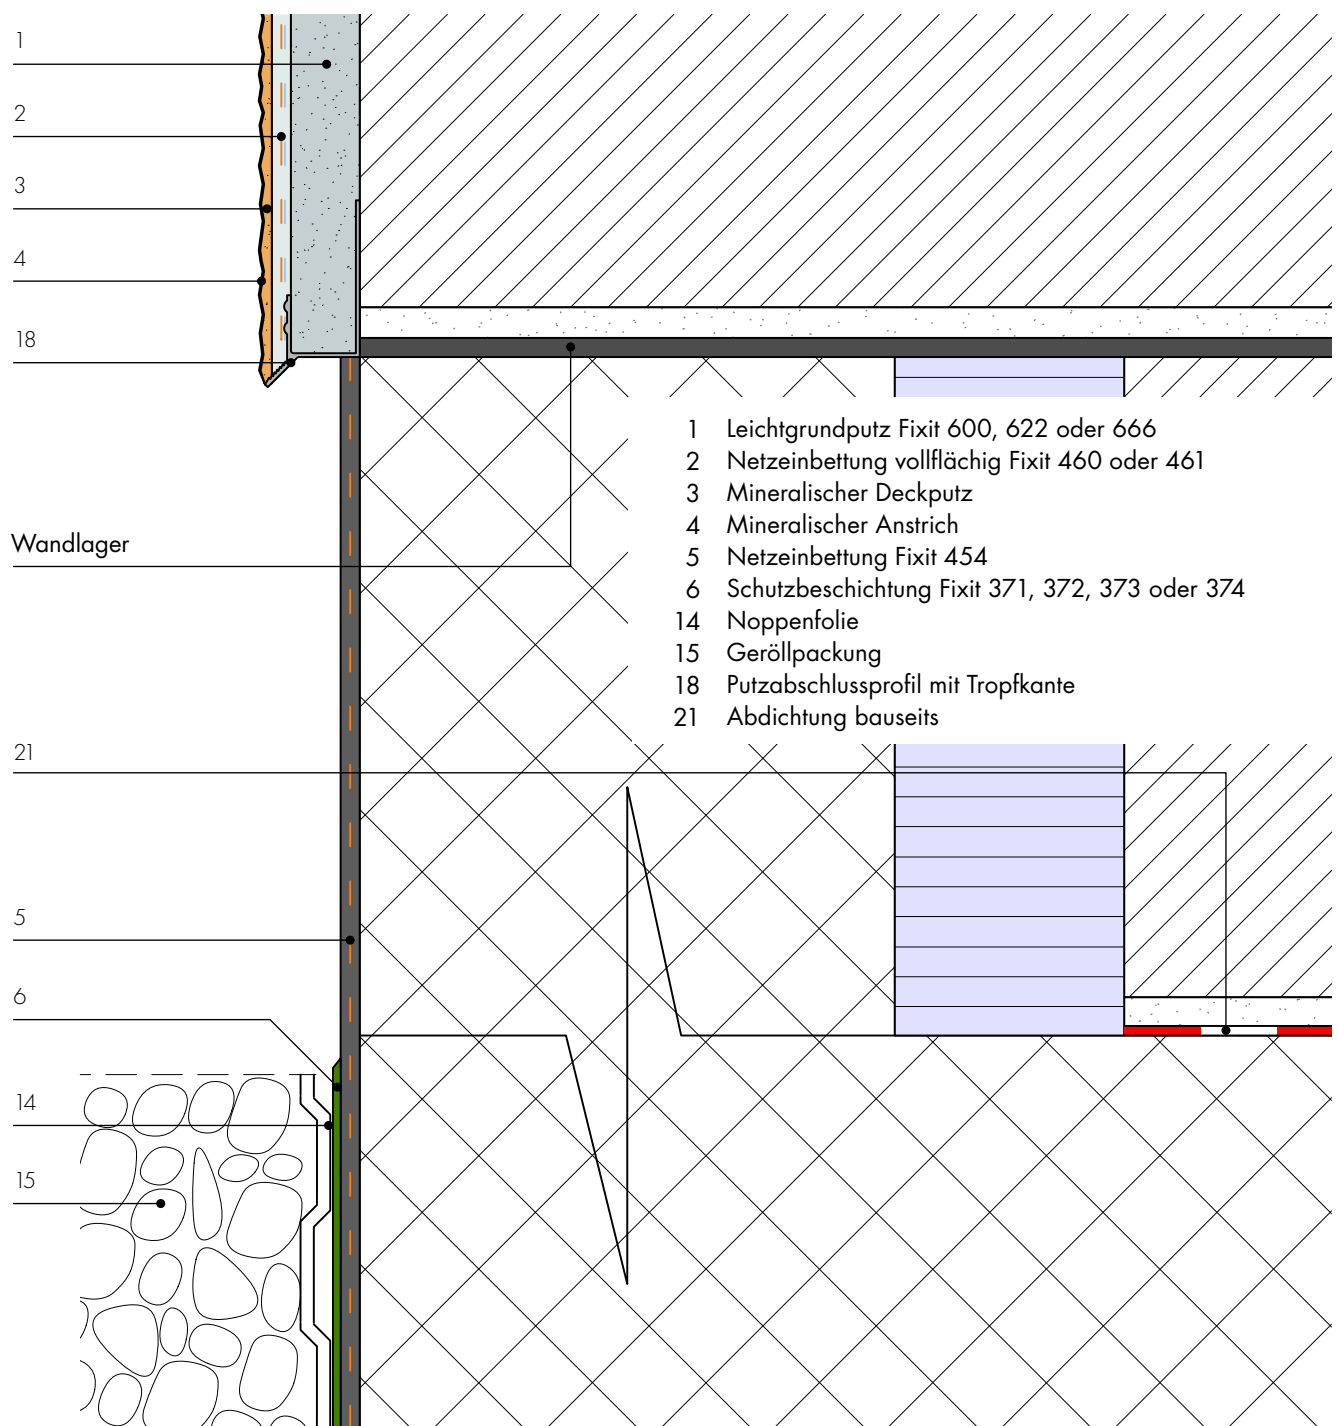 1
2
3
4
18
1 Leichtgrundputz Fixit 600, 622 oder 666
2 Netzeinbettung vollflächig Fixit 460 oder 461
3 Mineralischer Deckputz
4 Mineralischer Anstrich
5 Netzeinbettung Fixit 454
6 Schutzbeschichtung Fixit 371, 372, 373 oder 374
14 Noppenfolie
15 Geröllpackung
18 Putzabschlussprofil mit Tropfkante
21 Abdichtung bauseits
Wandlager
21
5
6
14
15